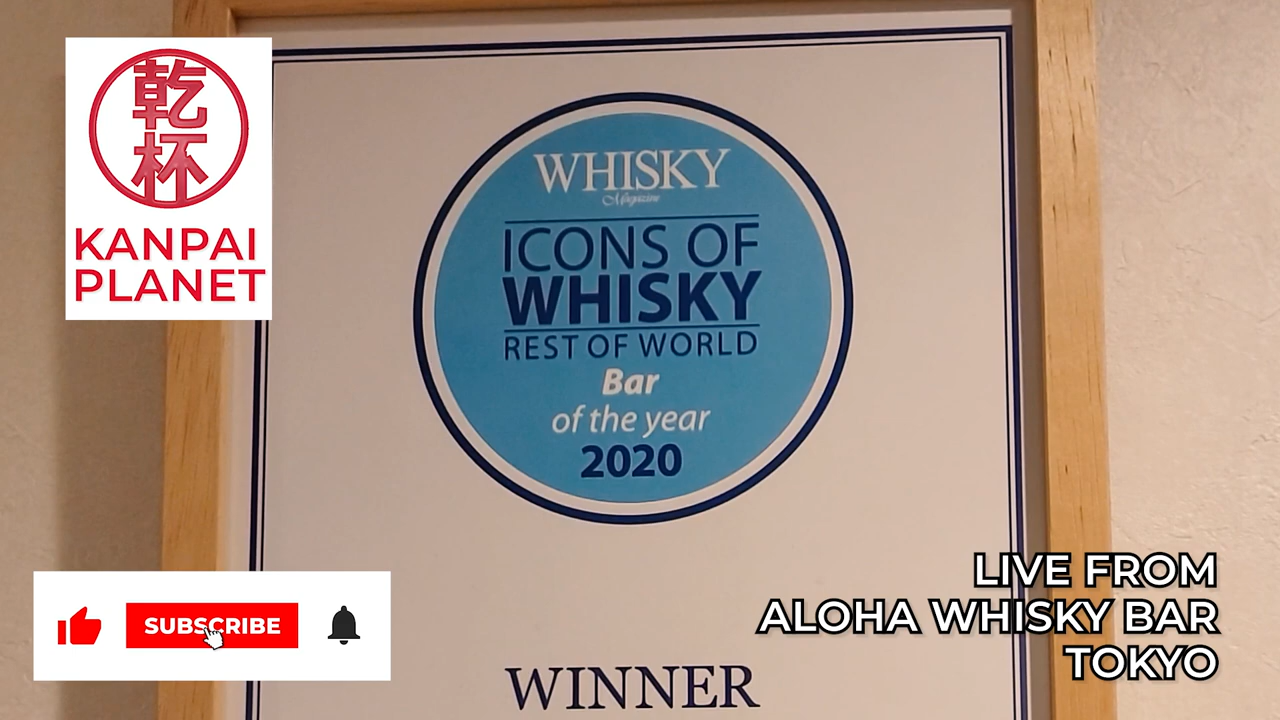 乾
杯
KANPAI
PLANET
WHISKY
Magazine
ICONS OF
WHISKY
REST OF WORLD
Bar
of the year
2020
WINNER
SUBSCRIBE
LIVE FROM
ALOHA WHISKY BAR
TOKYO